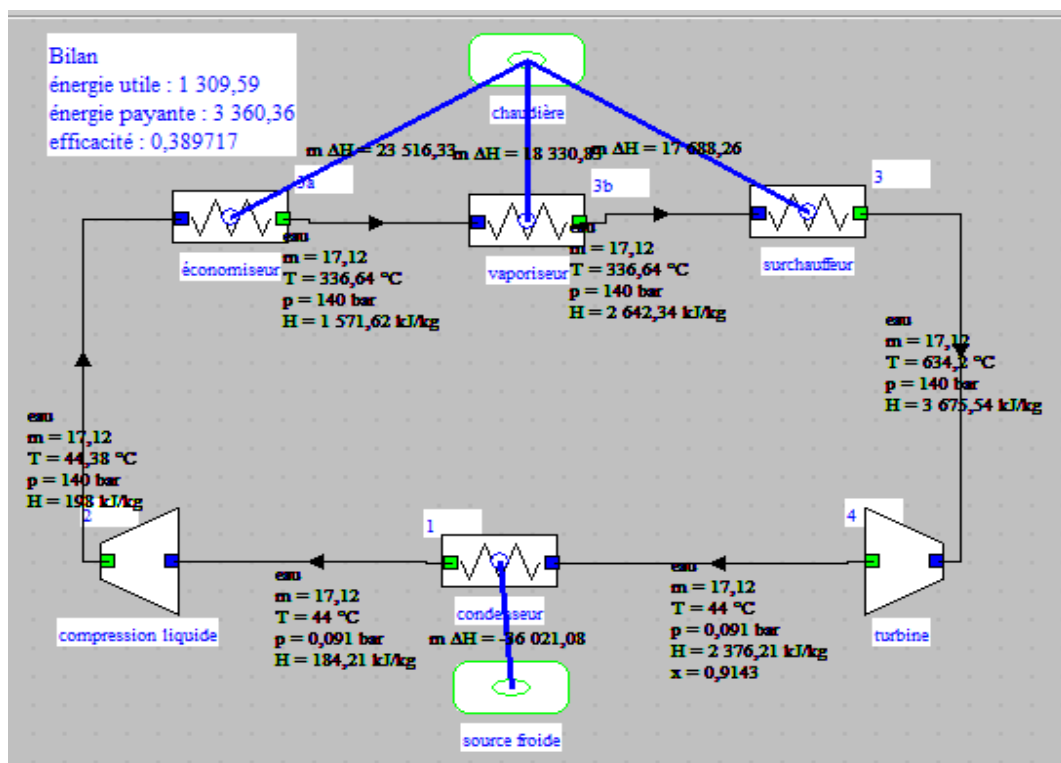 Bilan
énergie utile : 1 309,59
énergie payante : 3 360,36
efficacité : 0,389717
chaudière
m ΔH = 23 516,33
m ΔH = 18 330,83
m ΔH = 17 688,26
3a
3b
3
économiseur
vaporiseur
surchauffeur
eau
m = 17,12
T = 336,64 °C
p = 140 bar
H = 1 571,62 kJ/kg
eau
m = 17,12
T = 336,64 °C
p = 140 bar
H = 2 642,34 kJ/kg
eau
m = 17,12
T = 634,2 °C
p = 140 bar
H = 3 675,54 kJ/kg
eau
m = 17,12
T = 44,38 °C
p = 140 bar
H = 198 kJ/kg
2
1
4
compression liquide
eau
m = 17,12
T = 44 °C
p = 0,091 bar
H = 184,21 kJ/kg
condenseur
m ΔH = -36 021,08
eau
m = 17,12
T = 44 °C
p = 0,091 bar
H = 2 376,21 kJ/kg
x = 0,9143
turbine
source froide